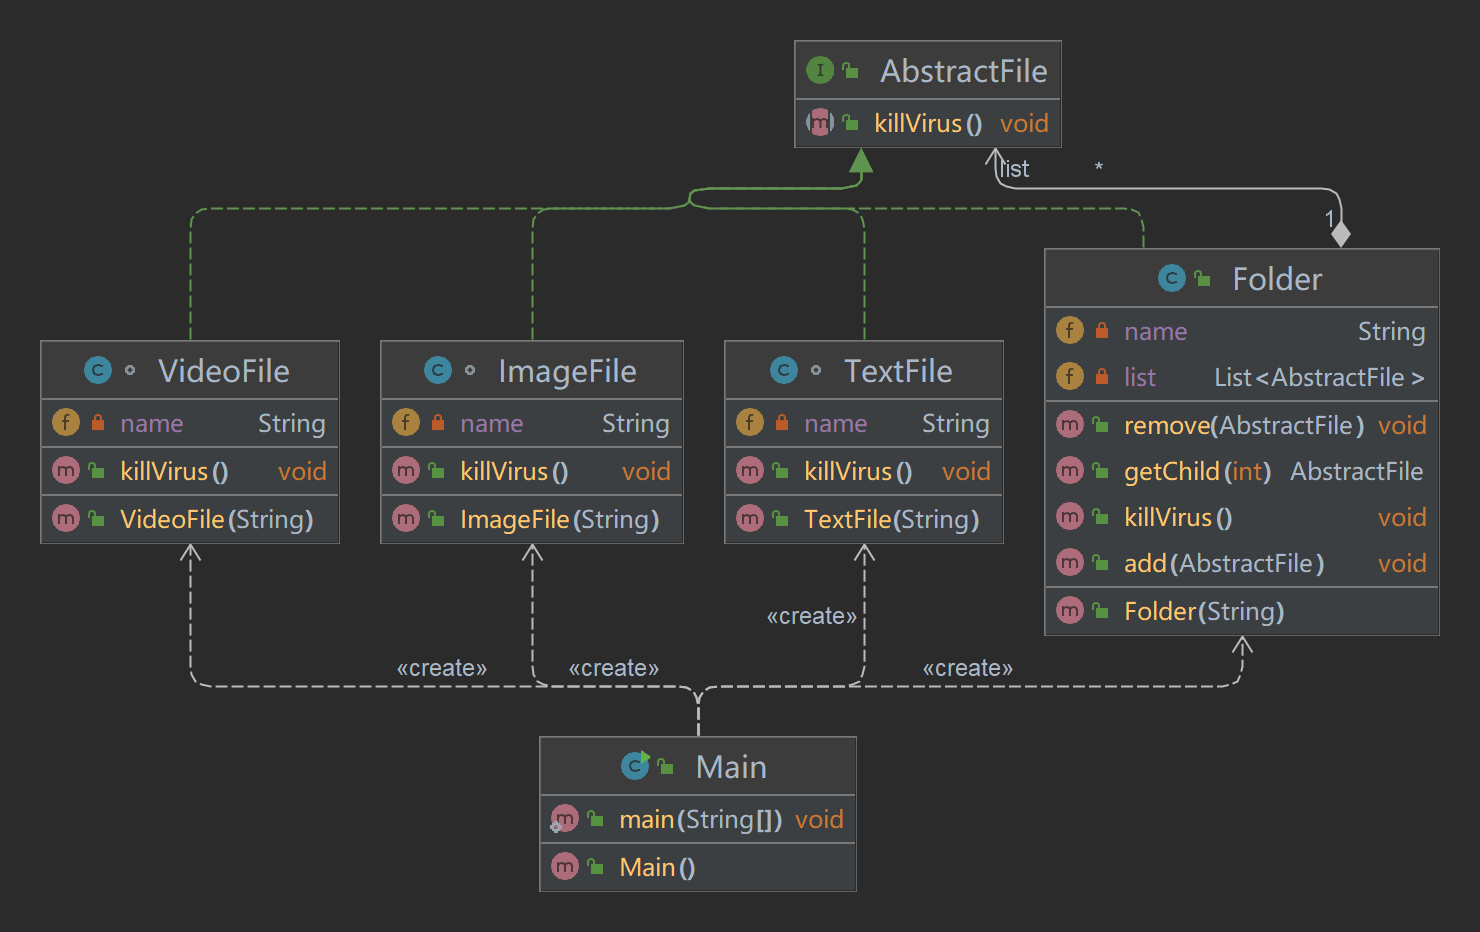 AbstractFile
killVirus() void
list *
1
VideoFile
name String
killVirus() void
VideoFile(String)
ImageFile
name String
killVirus() void
ImageFile(String)
TextFile
name String
killVirus() void
TextFile(String)
Folder
name String
list List<AbstractFile>
remove(AbstractFile) void
getChild(int) AbstractFile
killVirus() void
add(AbstractFile) void
Folder(String)
«create»
«create» «create» «create»
Main
main(String[]) void
Main()